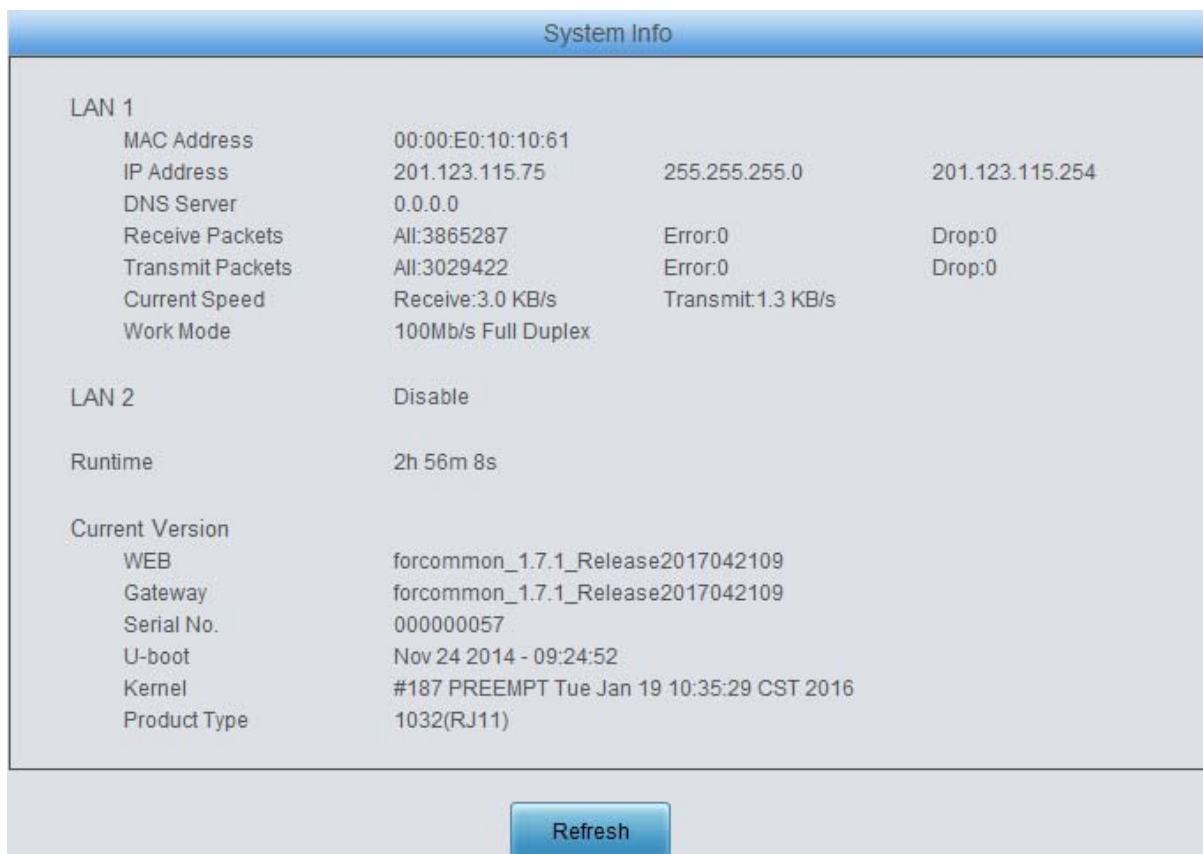 System Info
LAN 1
MAC Address 00:00:E0:10:10:61
IP Address 201.123.115.75 255.255.255.0 201.123.115.254
DNS Server 0.0.0.0
Receive Packets All:3865287 Error:0 Drop:0
Transmit Packets All:3029422 Error:0 Drop:0
Current Speed Receive:3.0 KB/s Transmit:1.3 KB/s
Work Mode 100Mb/s Full Duplex
LAN 2 Disable
Runtime 2h 56m 8s
Current Version
WEB forcommon_1.7.1_Release2017042109
Gateway forcommon_1.7.1_Release2017042109
Serial No. 000000057
U-boot Nov 24 2014 - 09:24:52
Kernel #187 PREEMPT Tue Jan 19 10:35:29 CST 2016
Product Type 1032(RJ11)
Refresh